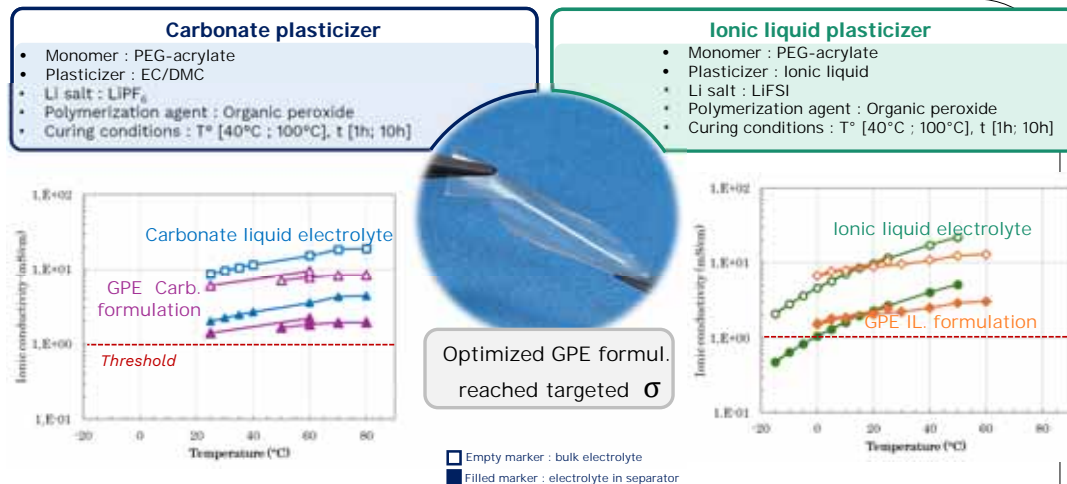 Carbonate plasticizer
• Monomer : PEG-acrylate
• Plasticizer : EC/DMC
• Li salt : LiPF₆
• Polymerization agent : Organic peroxide
• Curing conditions : T° [40°C ; 100°C], t [1h; 10h]
Ionic liquid plasticizer
• Monomer : PEG-acrylate
• Plasticizer : Ionic liquid
• Li salt : LiFSI
• Polymerization agent : Organic peroxide
• Curing conditions : T° [40°C ; 100°C], t [1h; 10h]
Ionic conductivity (mS/cm)
1,E+02
1,E+01
1,E+00
1,E-01
Carbonate liquid electrolyte
GPE Carb.
formulation
Threshold
-20 0 20 40 60 80
Temperature (°C)
Optimized GPE formul.
reached targeted σ
Ionic conductivity (mS/cm)
1,E+02
1,E+01
1,E+00
1,E-01
Ionic liquid electrolyte
GPE IL. formulation
-20 0 20 40 60 80
Temperature (°C)
Empty marker : bulk electrolyte
Filled marker : electrolyte in separator